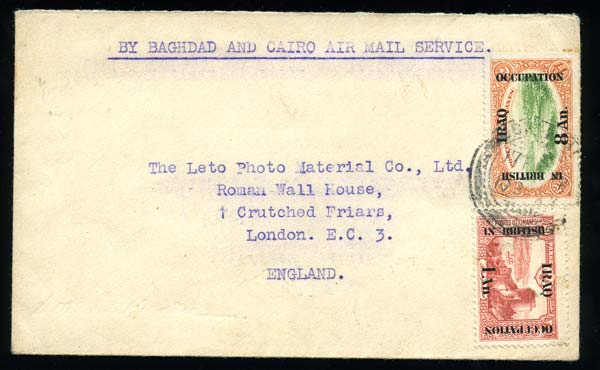 BY BAGHDAD AND CAIRO AIR MAIL SERVICE.
The Leto Photo Material Co., Ltd.
Roman Wall House,
1 Crutched Friars,
London. E.C. 3.
ENGLAND.
OCCUPATION
IRAQ
8 An.
IN BRITISH
IN BRITISH
IRAQ
1 An.
OCCUPATION